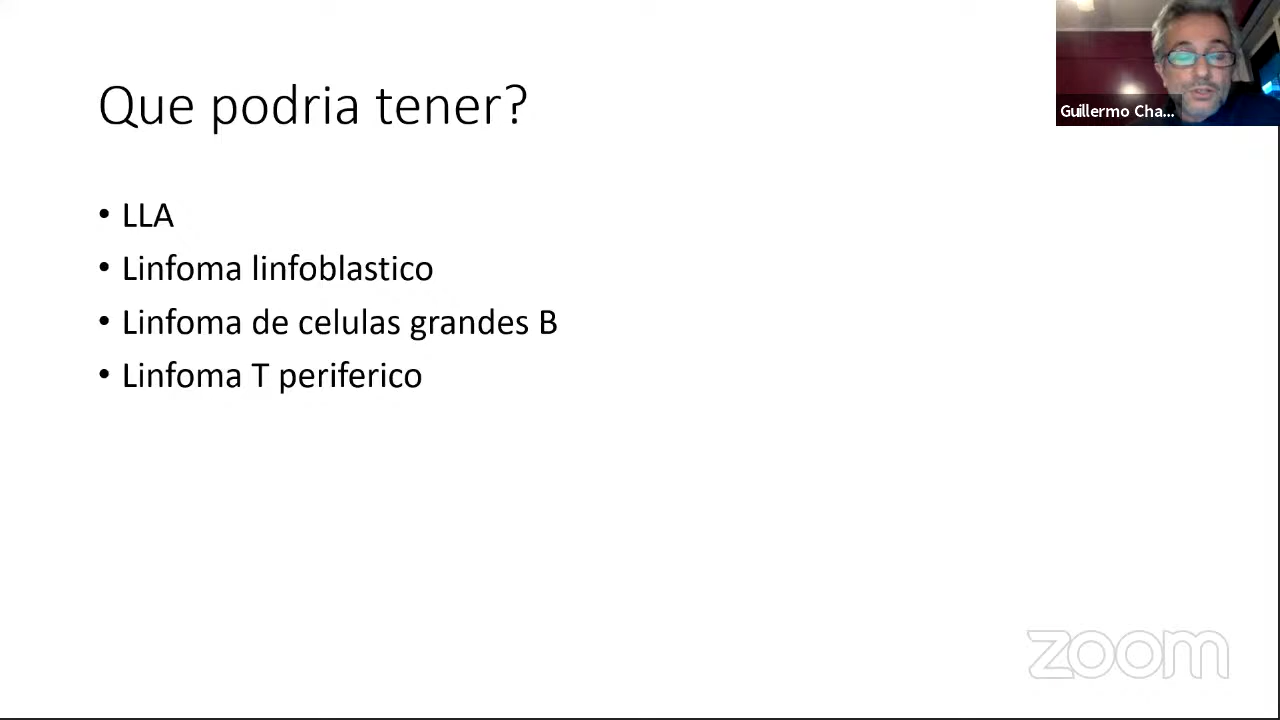 Que podria tener?
Guillermo Cha...
• LLA
• Linfoma linfoblastico
• Linfoma de celulas grandes B
• Linfoma T periferico
zoom